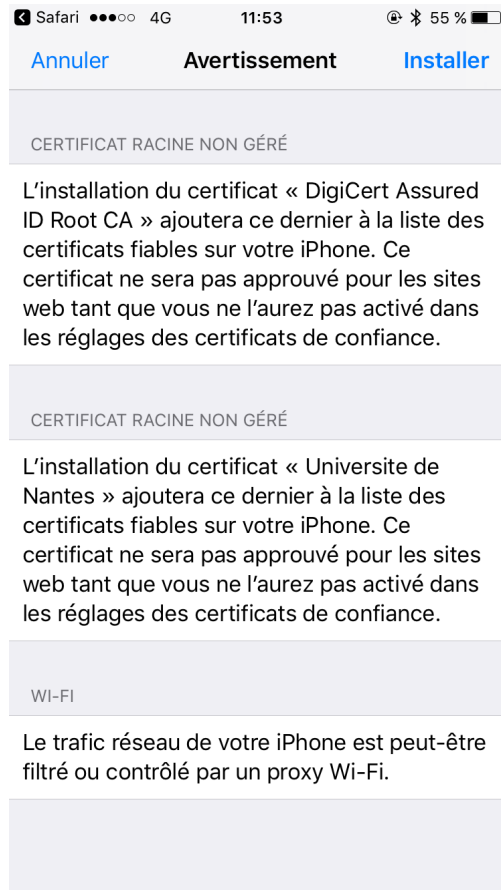 Safari 4G 11:53 55 %
Annuler Avertissement Installer
CERTIFICAT RACINE NON GÉRÉ
L’installation du certificat « DigiCert Assured
ID Root CA » ajoutera ce dernier à la liste des
certificats fiables sur votre iPhone. Ce
certificat ne sera pas approuvé pour les sites
web tant que vous ne l’aurez pas activé dans
les réglages des certificats de confiance.
CERTIFICAT RACINE NON GÉRÉ
L’installation du certificat « Universite de
Nantes » ajoutera ce dernier à la liste des
certificats fiables sur votre iPhone. Ce
certificat ne sera pas approuvé pour les sites
web tant que vous ne l’aurez pas activé dans
les réglages des certificats de confiance.
WI-FI
Le trafic réseau de votre iPhone est peut-être
filtré ou contrôlé par un proxy Wi-Fi.